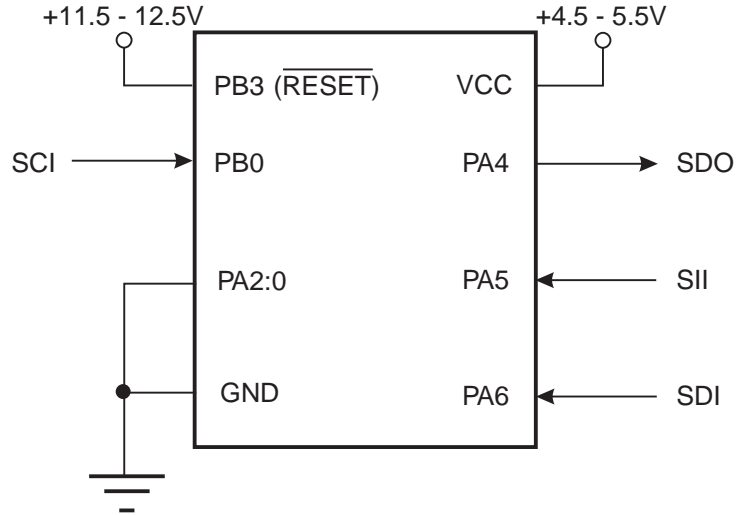 +11.5 - 12.5V
+4.5 - 5.5V
PB3 (RESET)
VCC
SCI
PB0
PA4
SDO
PA2:0
PA5
SII
GND
PA6
SDI